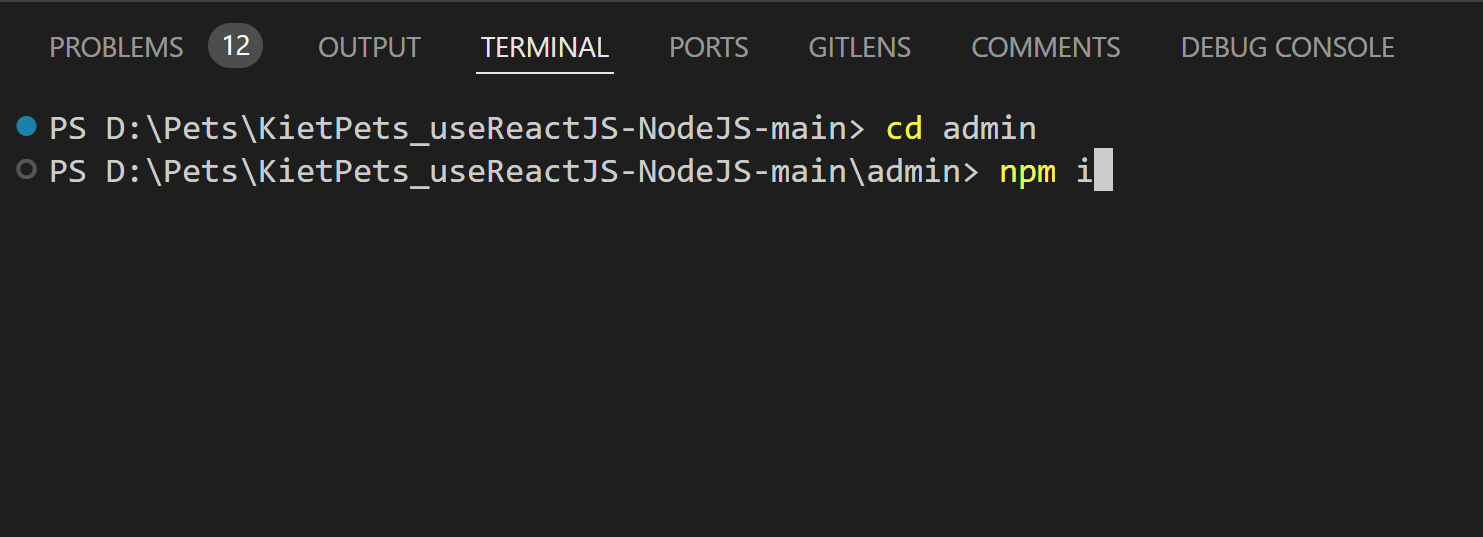 PROBLEMS 12 OUTPUT TERMINAL PORTS GITLENS COMMENTS DEBUG CONSOLE
PS D:\Pets\KietPets_useReactJS-NodeJS-main> cd admin
PS D:\Pets\KietPets_useReactJS-NodeJS-main\admin> npm i